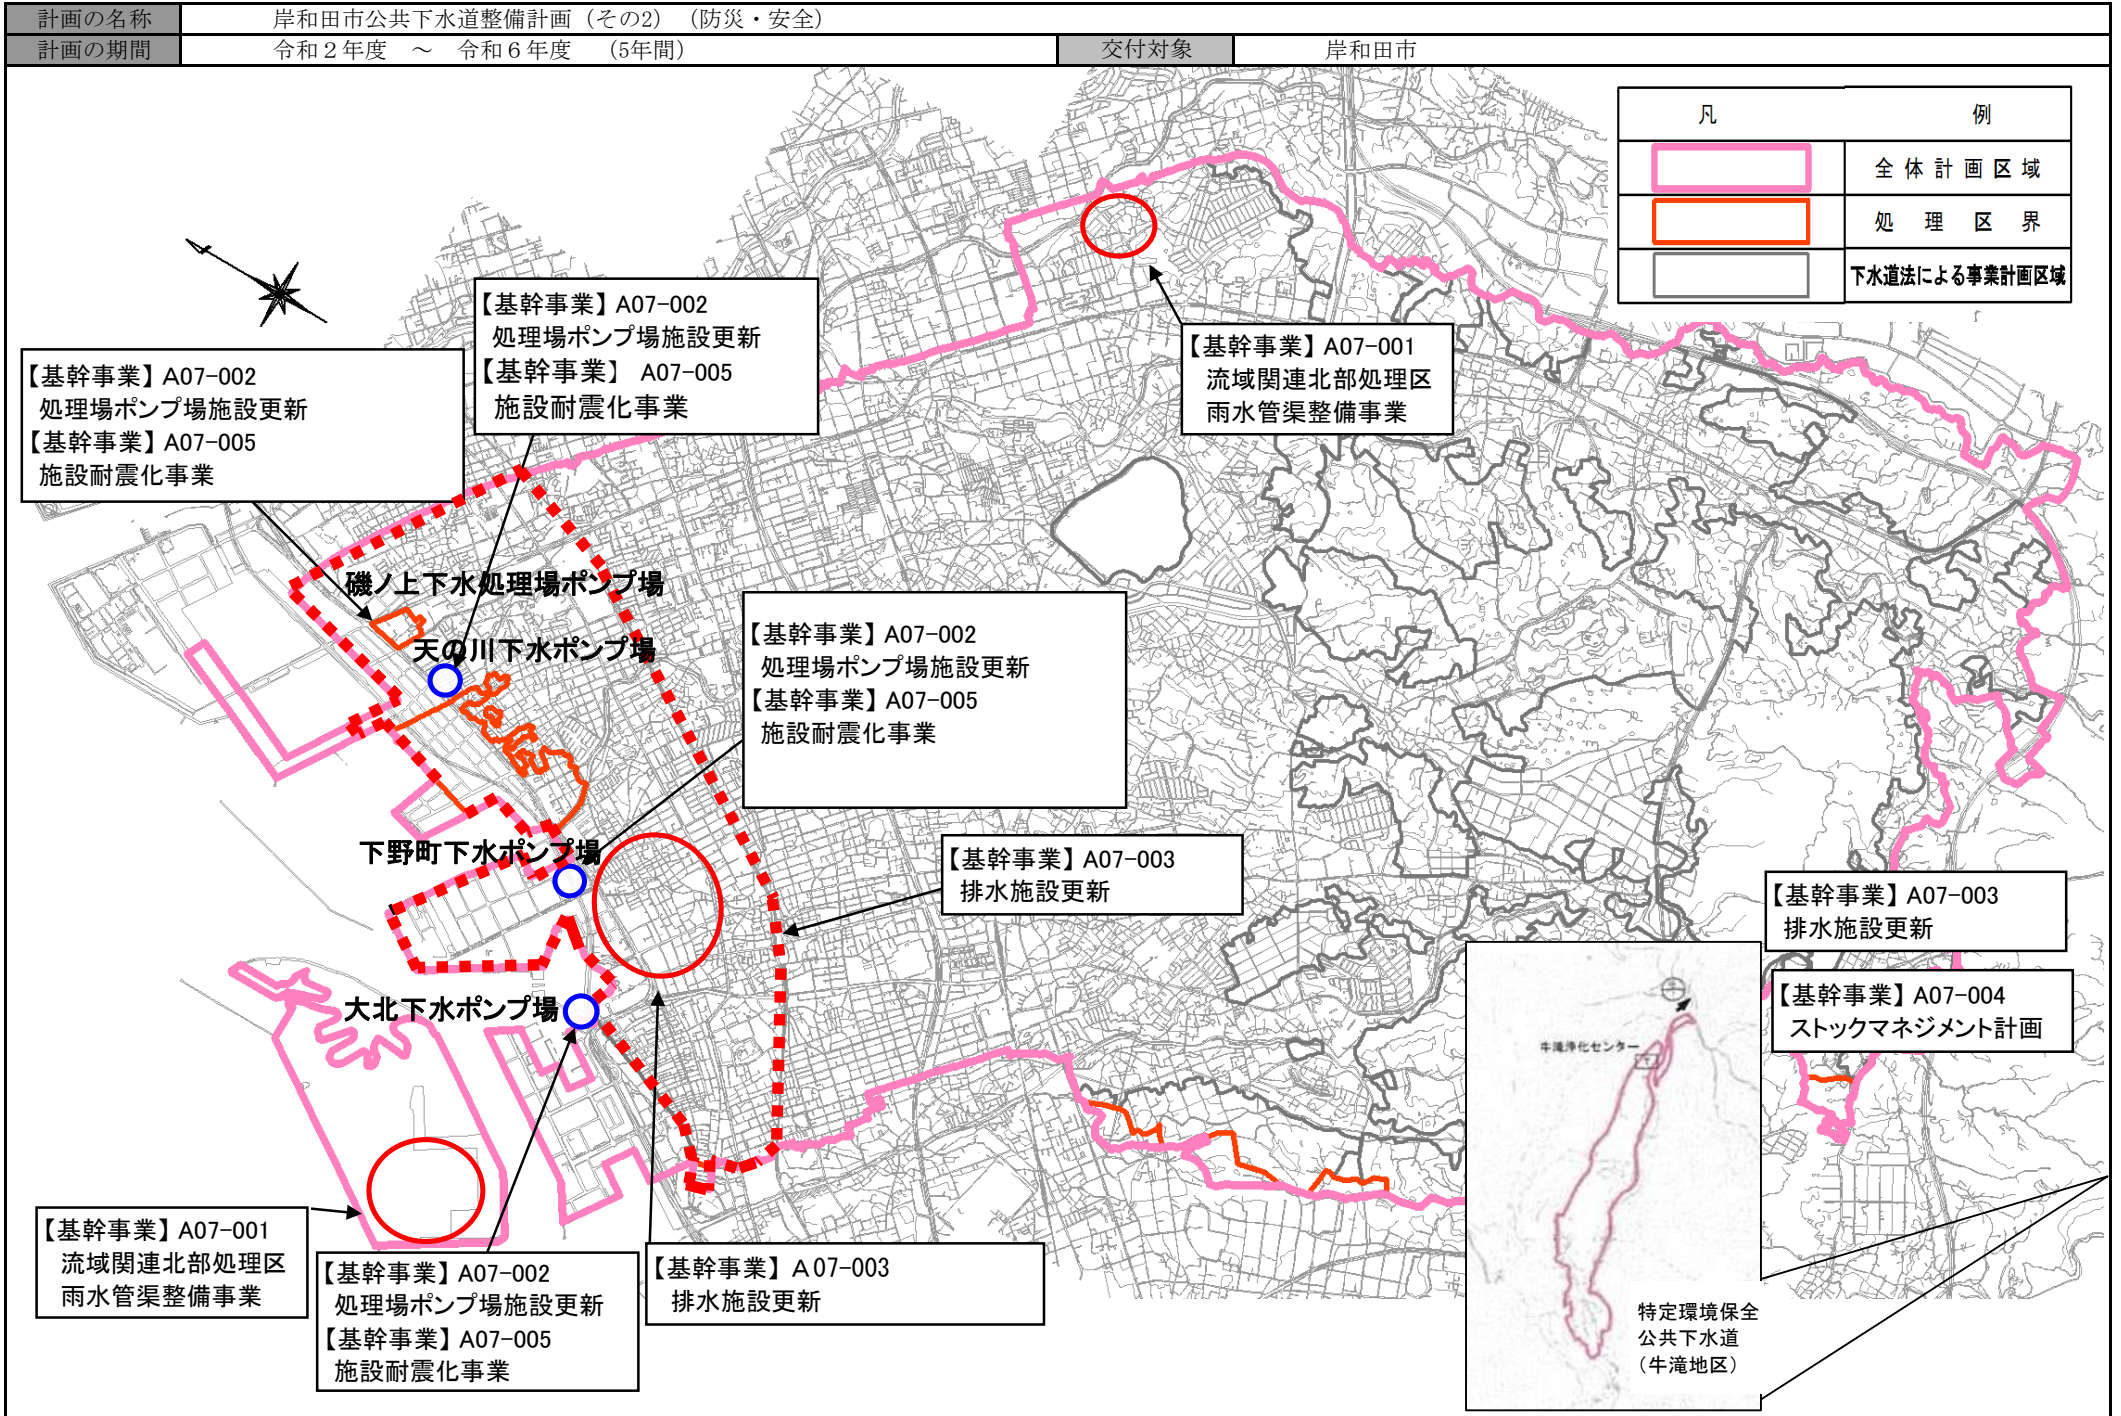 計画の名称 岸和田市公共下水道整備計画（その2）（防災・安全）
計画の期間 令和２年度 ～ 令和６年度 （5年間） 交付対象 岸和田市
凡 例
全体計画区域
処理区界
下水道法による事業計画区域
【基幹事業】A07-002
処理場ポンプ場施設更新
【基幹事業】 A07-005
施設耐震化事業
【基幹事業】A07-001
流域関連北部処理区
雨水管渠整備事業
【基幹事業】A07-002
処理場ポンプ場施設更新
【基幹事業】A07-005
施設耐震化事業
磯ノ上下水処理場ポンプ場
天の川下水ポンプ場
【基幹事業】A07-002
処理場ポンプ場施設更新
【基幹事業】A07-005
施設耐震化事業
下野町下水ポンプ場
【基幹事業】A07-003
排水施設更新
【基幹事業】A07-003
排水施設更新
【基幹事業】A07-004
ストックマネジメント計画
大北下水ポンプ場
牛滝浄化センター
【基幹事業】A07-001
流域関連北部処理区
雨水管渠整備事業
【基幹事業】A07-002
処理場ポンプ場施設更新
【基幹事業】A07-005
施設耐震化事業
【基幹事業】A07-003
排水施設更新
特定環境保全
公共下水道
（牛滝地区）